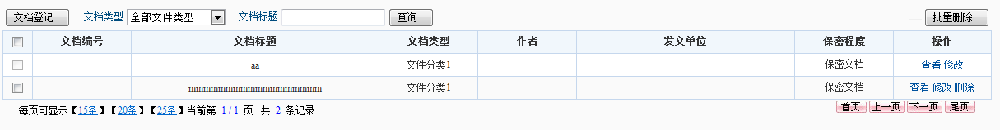 文档登记... 文档类型 全部文件类型 文档标题 查询... 批量删除...
文档编号 文档标题 文档类型 作者 发文单位 保密程度 操作
aa 文件分类1 保密文档 查看 修改
mmmmmmmmmmmmmmmmmm 文件分类1 保密文档 查看 修改 删除
每页可显示【15条】【20条】【25条】当前第 1 / 1 页 共 2 条记录 首页 上一页 下一页 尾页